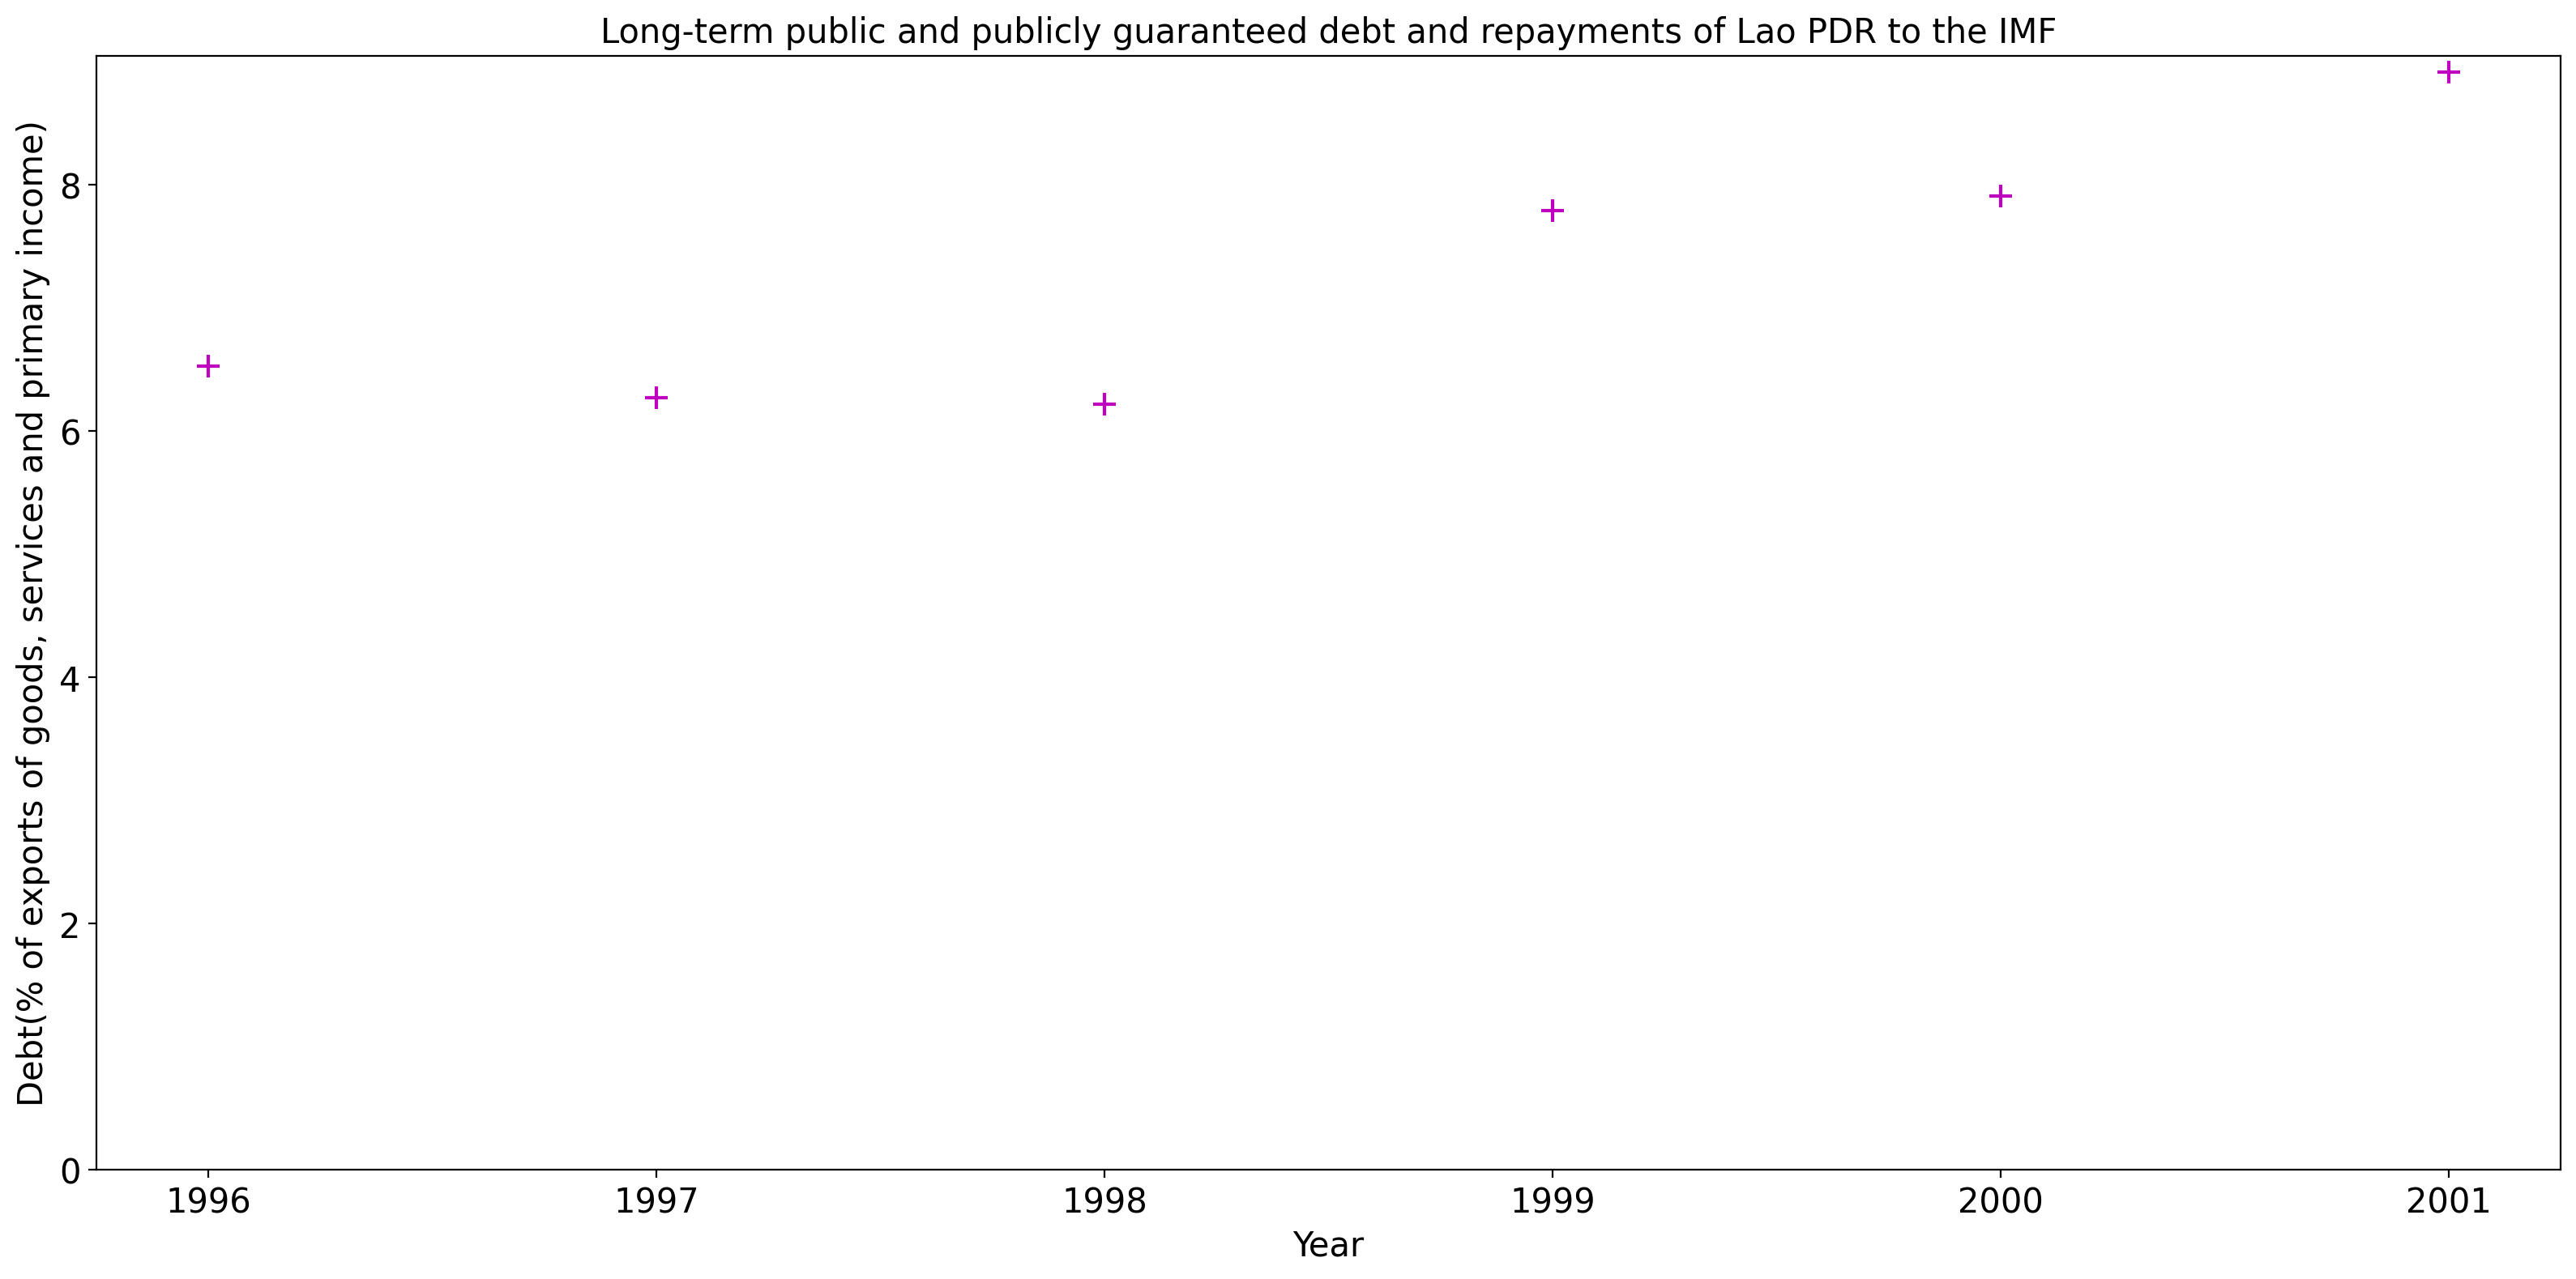 Long-term public and publicly guaranteed debt and repayments of Lao PDR to the IMF
Debt(% of exports of goods, services and primary income)
8
6
4
2
0
1996 1997 1998 1999 2000 2001
Year